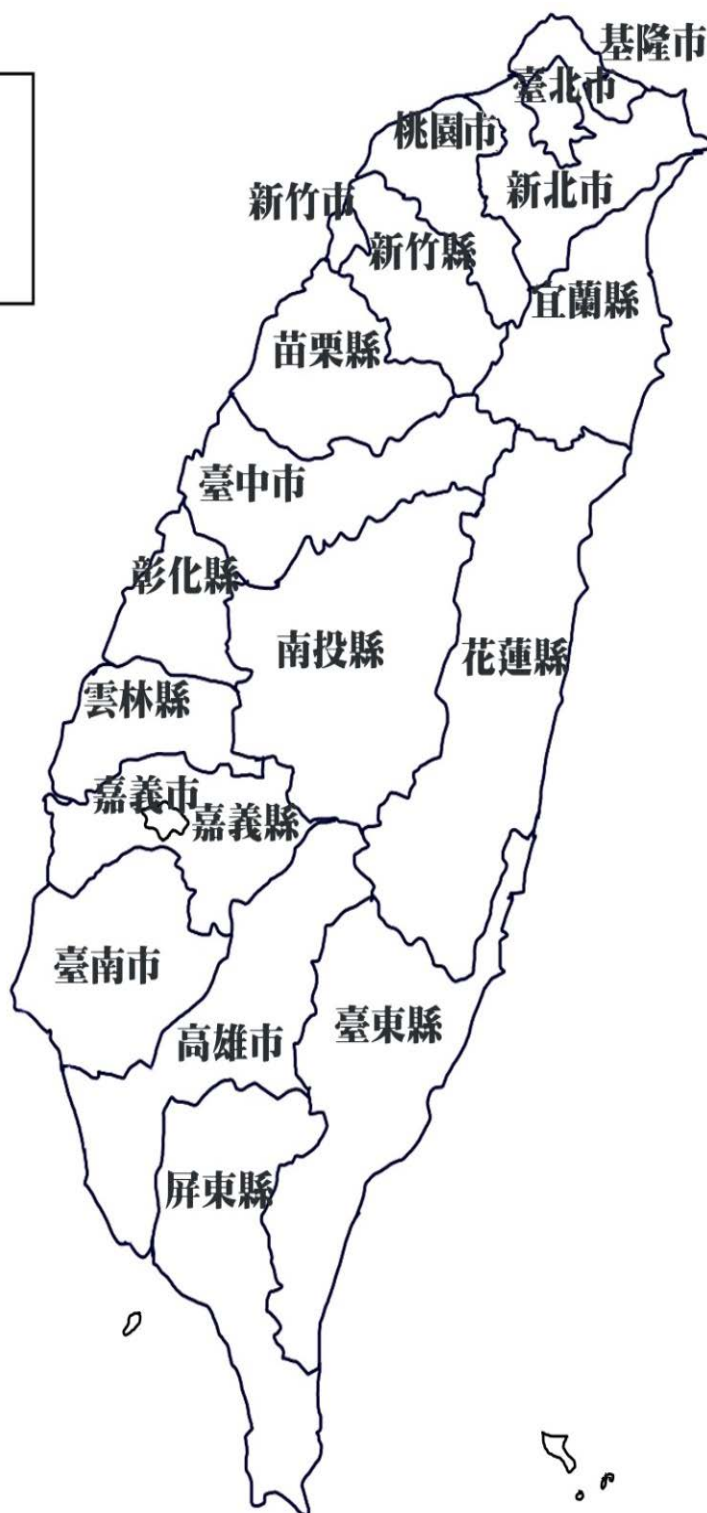 基隆市
臺北市
桃園市
新北市
新竹市
新竹縣
宜蘭縣
苗栗縣
臺中市
彰化縣
南投縣
花蓮縣
雲林縣
嘉義市
嘉義縣
臺南市
高雄市
臺東縣
屏東縣